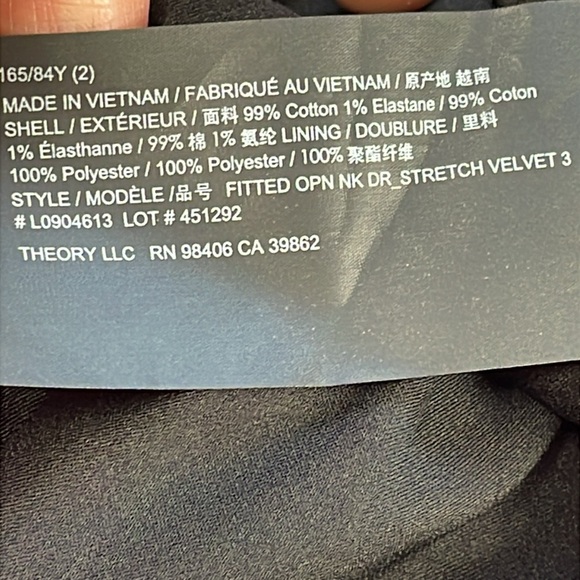 165/84Y (2)
MADE IN VIETNAM / FABRIQUÉ AU VIETNAM / 原产地 越南
SHELL / EXTÉRIEUR / 面料 99% Cotton 1% Elastane / 99% Coton
1% Élasthanne / 99% 棉 1% 氨纶 LINING / DOUBLURE / 里料
100% Polyester / 100% Polyester / 100% 聚酯纤维
STYLE / MODÈLE /品号 FITTED OPN NK DR_STRETCH VELVET 3
# L0904613 LOT # 451292
THEORY LLC RN 98406 CA 39862